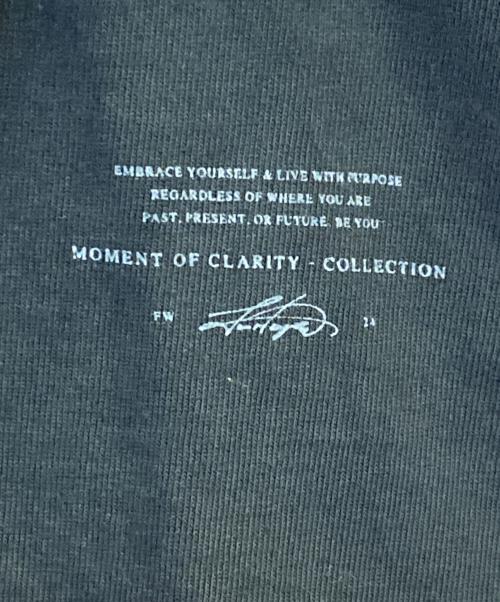 EMBRACE YOURSELF & LIVE WITH PURPOSE
REGARDLESS OF WHERE YOU ARE
PAST, PRESENT, OR FUTURE. BE YOU
MOMENT OF CLARITY - COLLECTION
FW 24